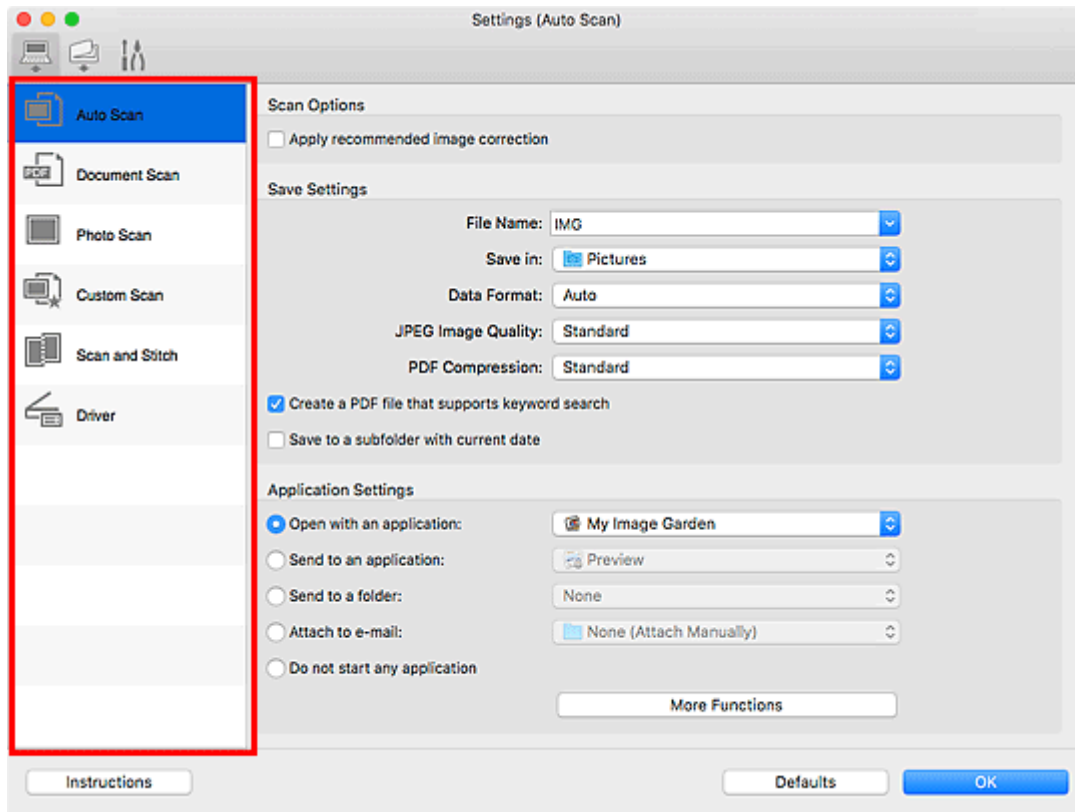 Settings (Auto Scan)
Auto Scan
PDF
Document Scan
Photo Scan
Custom Scan
Scan and Stitch
Driver
Scan Options
Apply recommended image correction
Save Settings
File Name: IMG
Save in: Pictures
Data Format: Auto
JPEG Image Quality: Standard
PDF Compression: Standard
Create a PDF file that supports keyword search
Save to a subfolder with current date
Application Settings
Open with an application: My Image Garden
Send to an application: Preview
Send to a folder: None
Attach to e-mail: None (Attach Manually)
Do not start any application
More Functions
Instructions Defaults OK